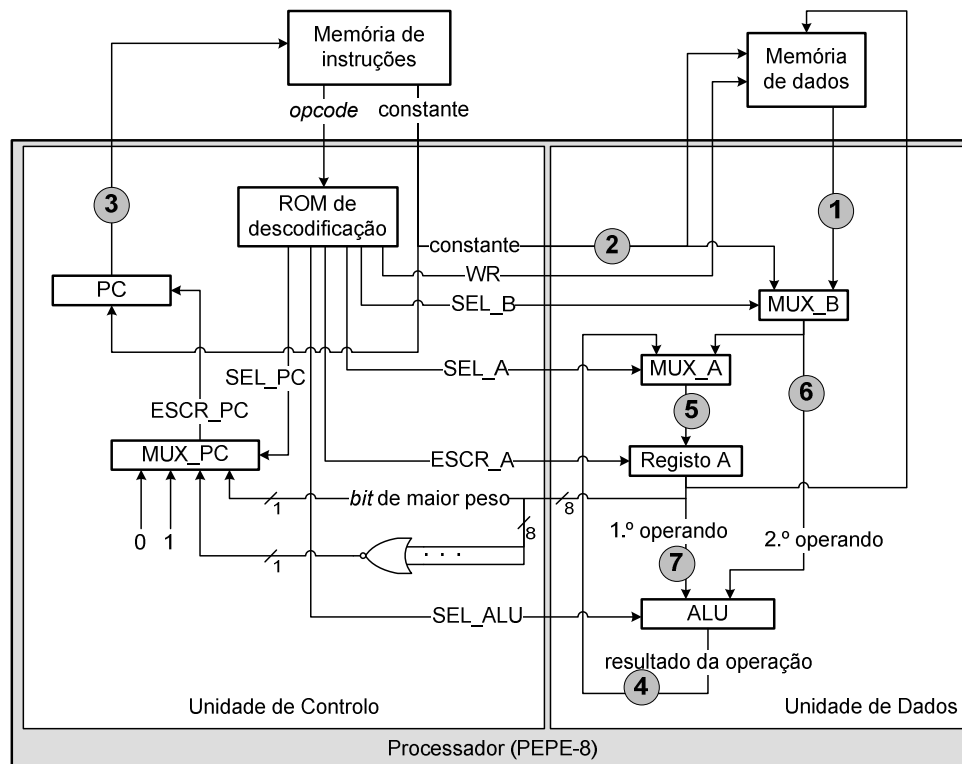 Memória de
instruções
Memória
de dados
opcode
constante
3
ROM de
descodificação
1
constante
2
WR
PC
SEL_B
MUX_B
SEL_PC
SEL_A
MUX_A
6
ESCR_PC
5
MUX_PC
ESCR_A
Registo A
1
bit de maior peso
8
0
1
1
8
. . .
1.º operando
2.º operando
7
SEL_ALU
ALU
resultado da operação
4
Unidade de Controlo
Unidade de Dados
Processador (PEPE-8)